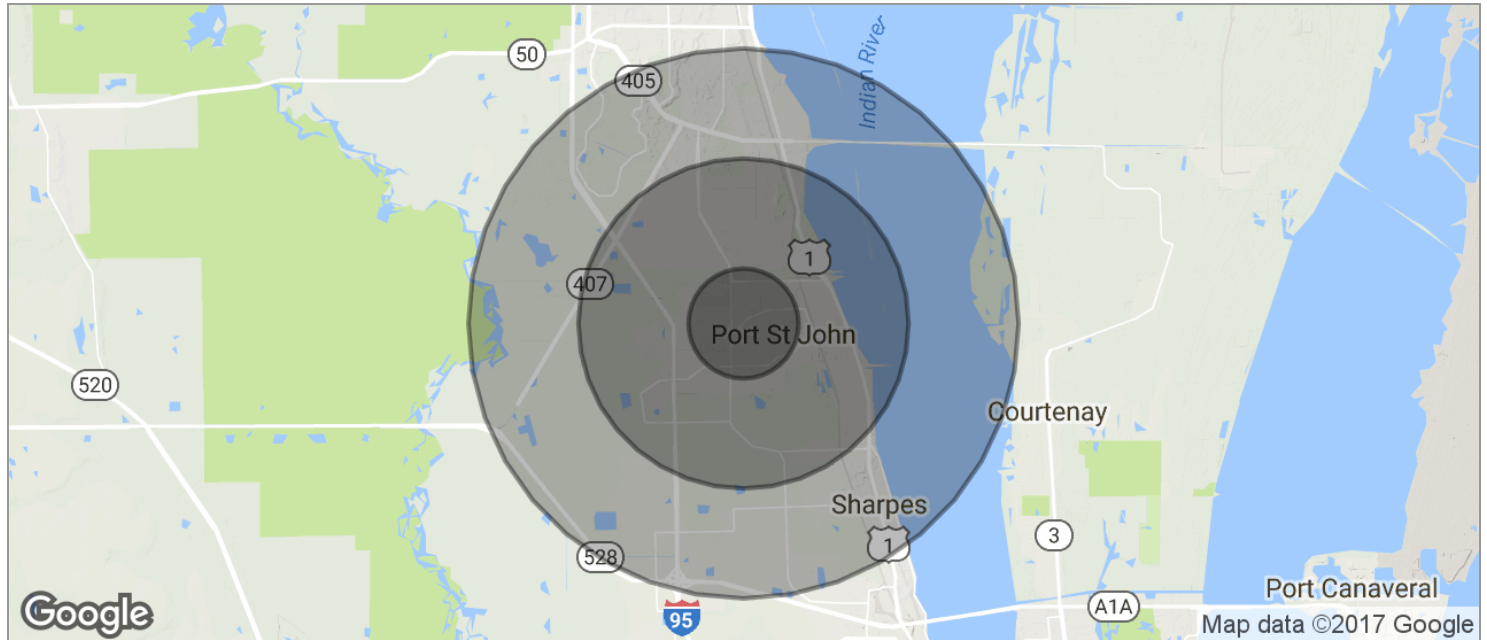 50
405
Indian River
1
407
Port St John
520
Courtenay
Sharpes
1
3
528
Port Canaveral
A1A
95
Google
Map data ©2017 Google